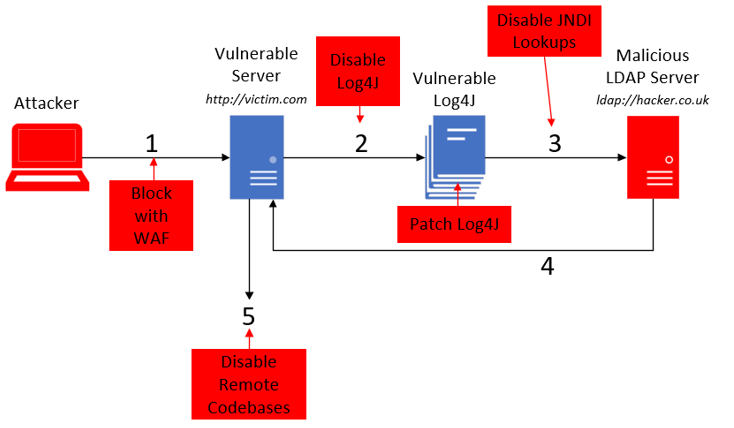 Disable JNDI
Lookups
Vulnerable
Server
http://victim.com
Disable
Log4J
Vulnerable
Log4J
Malicious
LDAP Server
ldap://hacker.co.uk
Attacker
1
2
3
Block
with
WAF
Patch Log4J
4
5
Disable
Remote
Codebases